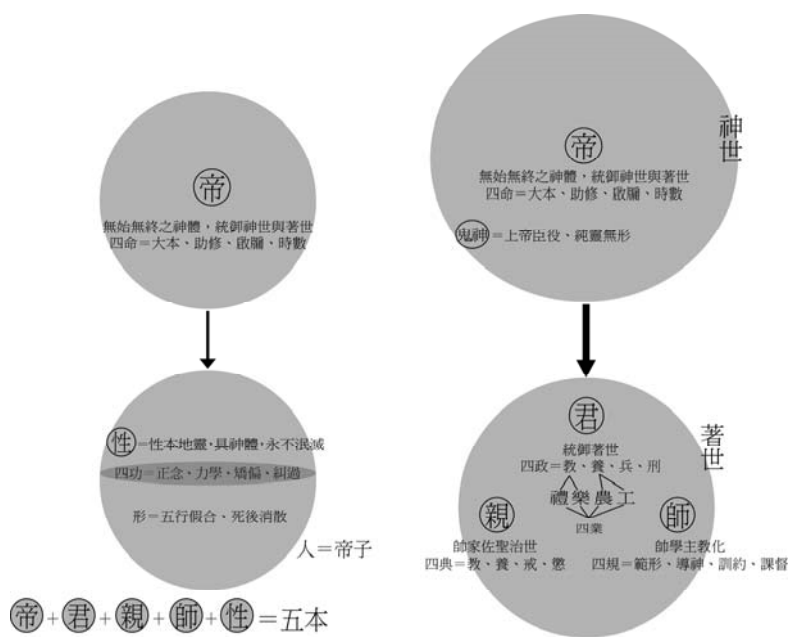 帝
無始無終之神體，統御神世與著世
四命＝大本、助修、啟牖、時數
性＝性本地靈，具神體，永不泯滅
四功＝正念、力學、矯偏、糾過
形＝五行假合、死後消散
人＝帝子
帝＋君＋親＋師＋性＝五本
神世
帝
無始無終之神體，統御神世與著世
四命＝大本、助修、啟牖、時數
鬼神＝上帝臣役、純靈無形
著世
君
統御著世
四政＝教、養、兵、刑
禮樂農工
四業
親
帥家佐聖治世
四典＝教、養、戒、懲
師
帥學主教化
四規＝範形、導神、訓約、課督